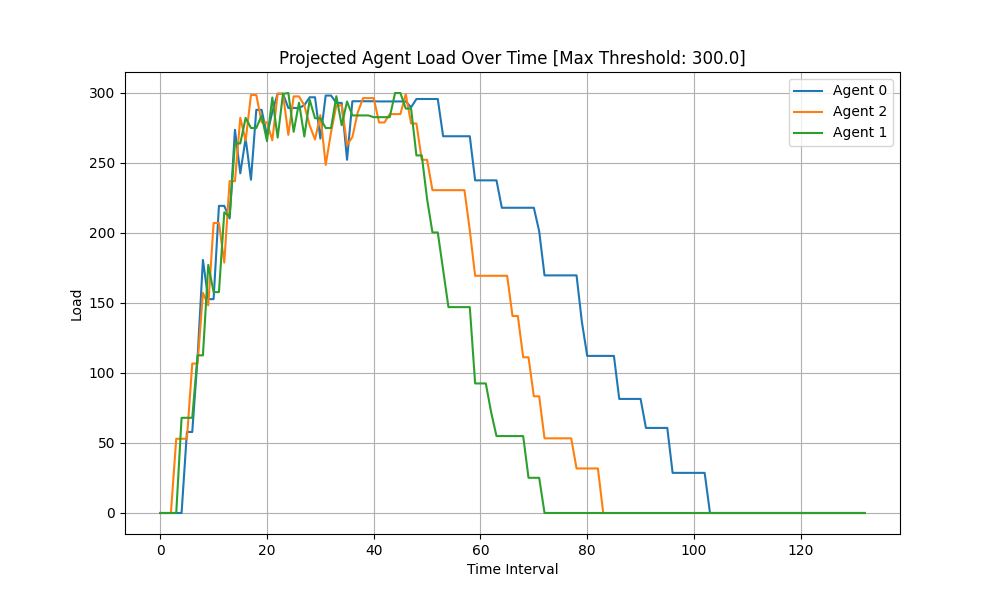 Projected Agent Load Over Time [Max Threshold: 300.0]
Agent 0
Agent 2
Agent 1
Load
300
250
200
150
100
50
0
0 20 40 60 80 100 120
Time Interval